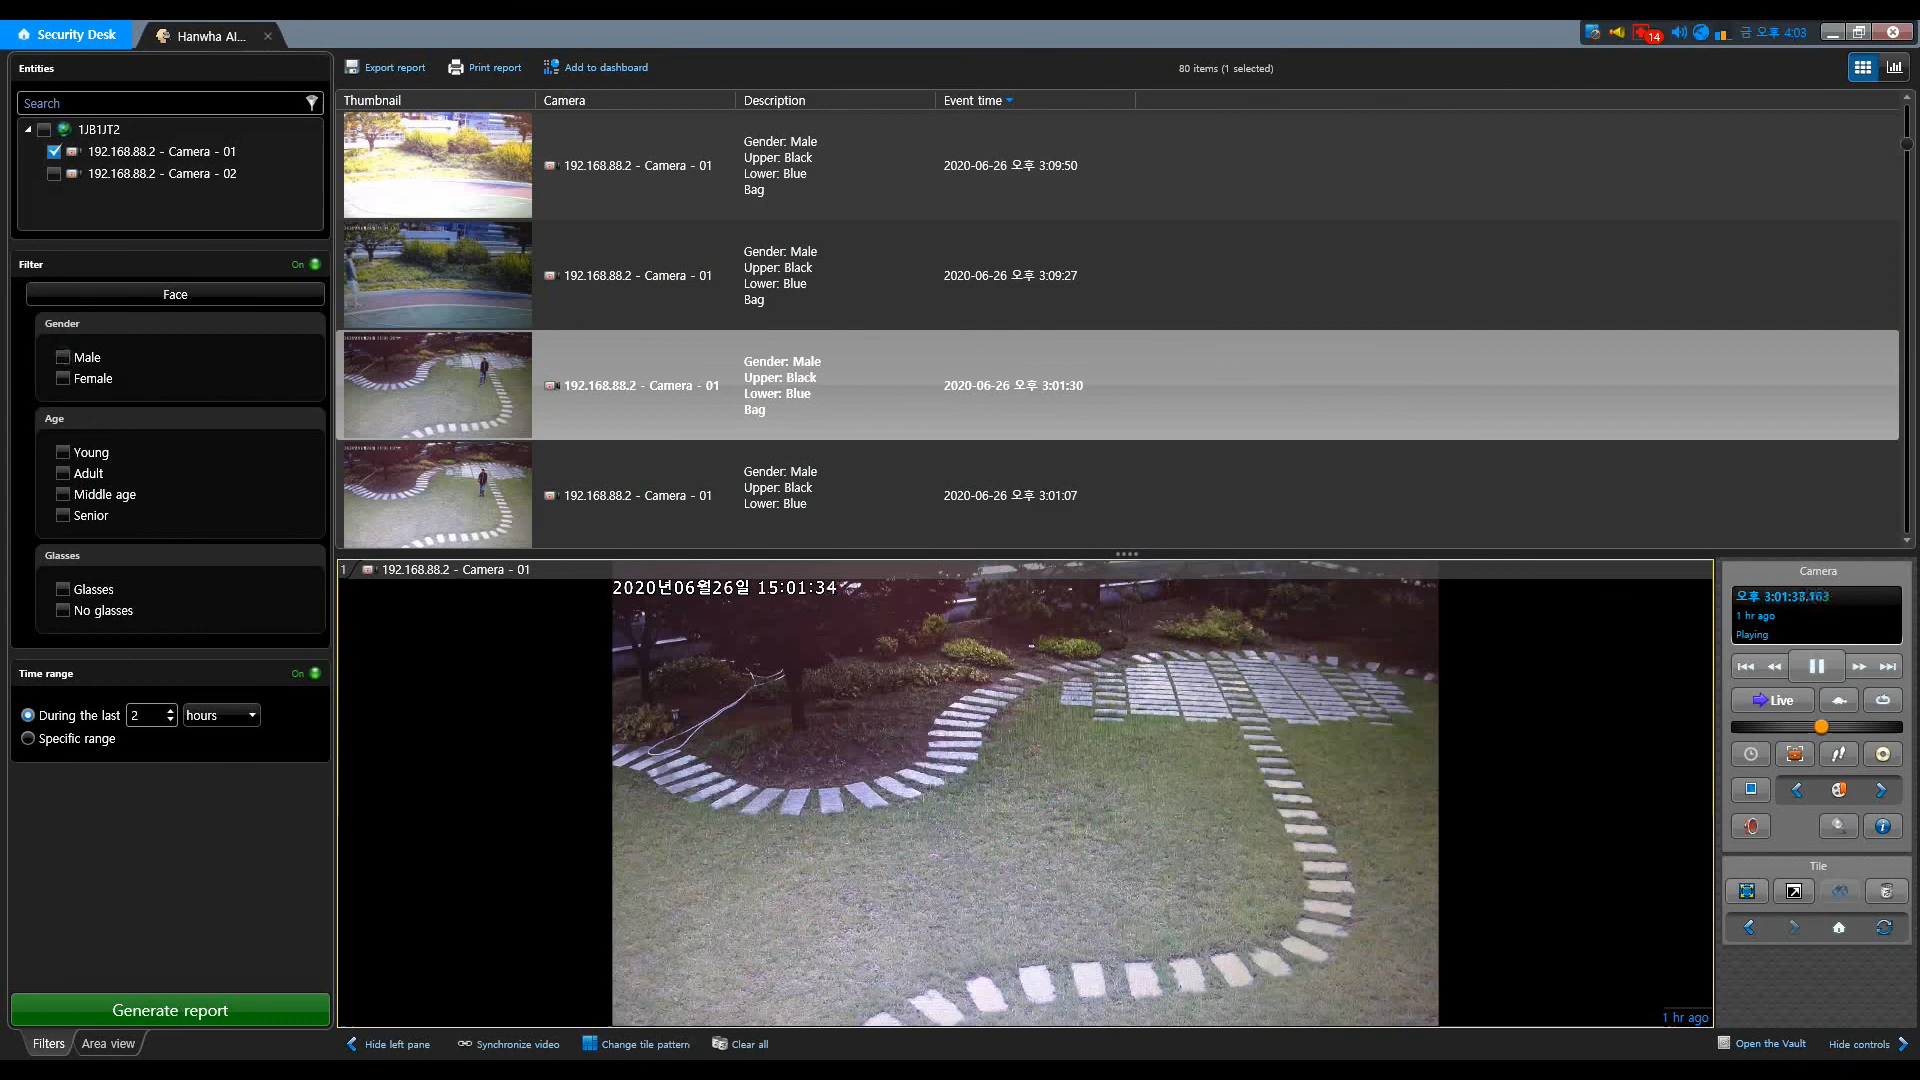 Security Desk
Hanwha AI...
14
금 오후 4:03
Entities
Search
1JB1JT2
192.168.88.2 - Camera - 01
192.168.88.2 - Camera - 02
Filter
On
Face
Gender
Male
Female
Age
Young
Adult
Middle age
Senior
Glasses
Glasses
No glasses
Time range
On
During the last 2 hours
Specific range
Generate report
Filters
Area view
Export report
Print report
Add to dashboard
80 items (1 selected)
Thumbnail Camera Description Event time
192.168.88.2 - Camera - 01
Gender: Male
Upper: Black
Lower: Blue
Bag
2020-06-26 오후 3:09:50
192.168.88.2 - Camera - 01
Gender: Male
Upper: Black
Lower: Blue
Bag
2020-06-26 오후 3:09:27
192.168.88.2 - Camera - 01
Gender: Male
Upper: Black
Lower: Blue
Bag
2020-06-26 오후 3:01:30
192.168.88.2 - Camera - 01
Gender: Male
Upper: Black
Lower: Blue
2020-06-26 오후 3:01:07
1 192.168.88.2 - Camera - 01
2020년06월26일 15:01:34
1 hr ago
Camera
1 hr ago
Playing
Live
Tile
Hide left pane
Synchronize video
Change tile pattern
Clear all
Open the Vault
Hide controls